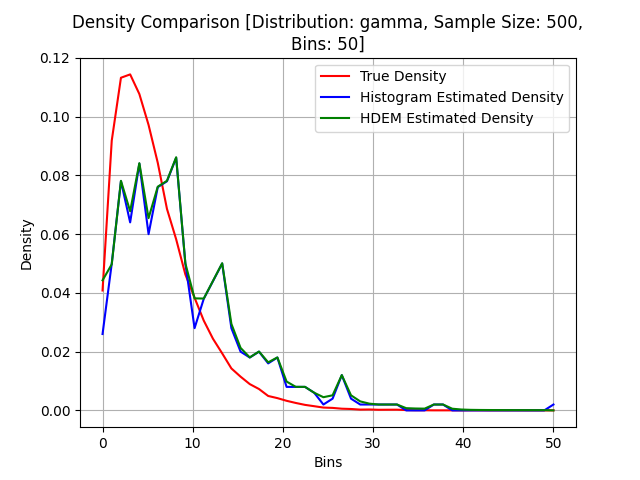 Density Comparison [Distribution: gamma, Sample Size: 500,
Bins: 50]
True Density
Histogram Estimated Density
HDEM Estimated Density
Density
0.12
0.10
0.08
0.06
0.04
0.02
0.00
0 10 20 30 40 50
Bins